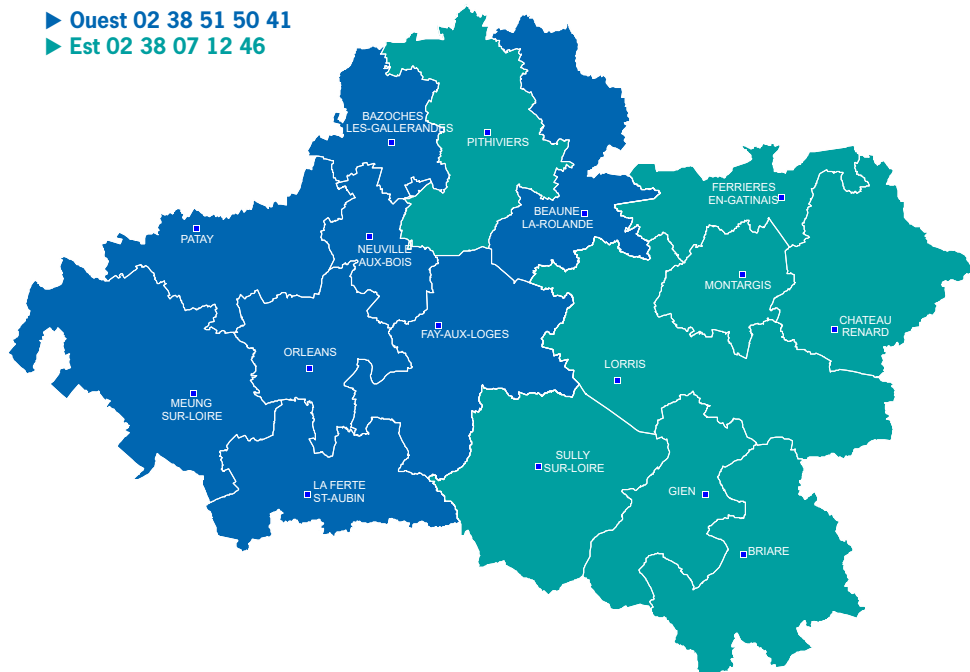 ▶ Ouest 02 38 51 50 41
▶ Est 02 38 07 12 46
BAZOCHES
LES-GALLERANDES
PITHIVIERS
FERRIERES
EN-GATINAIS
BEAUNE
LA-ROLANDE
PATAY
NEUVILLE
AUX-BOIS
MONTARGIS
CHATEAU
RENARD
FAY-AUX-LOGES
ORLEANS
LORRIS
MEUNG
SUR-LOIRE
SULLY
SUR-LOIRE
LA FERTE
ST-AUBIN
GIEN
BRIARE